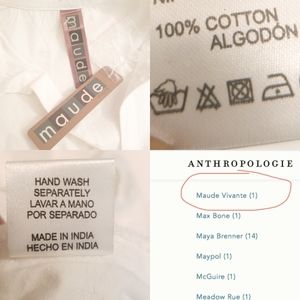 maude
maude
100% COTTON
ALGODÓN
HAND WASH
SEPARATELY
LAVAR A MANO
POR SEPARADO
MADE IN INDIA
HECHO EN INDIA
ANTHROPOLOGIE
Maude Vivante (1)
Max Bone (1)
Maya Brenner (14)
Maypol (1)
McGuire (1)
Meadow Rue (1)